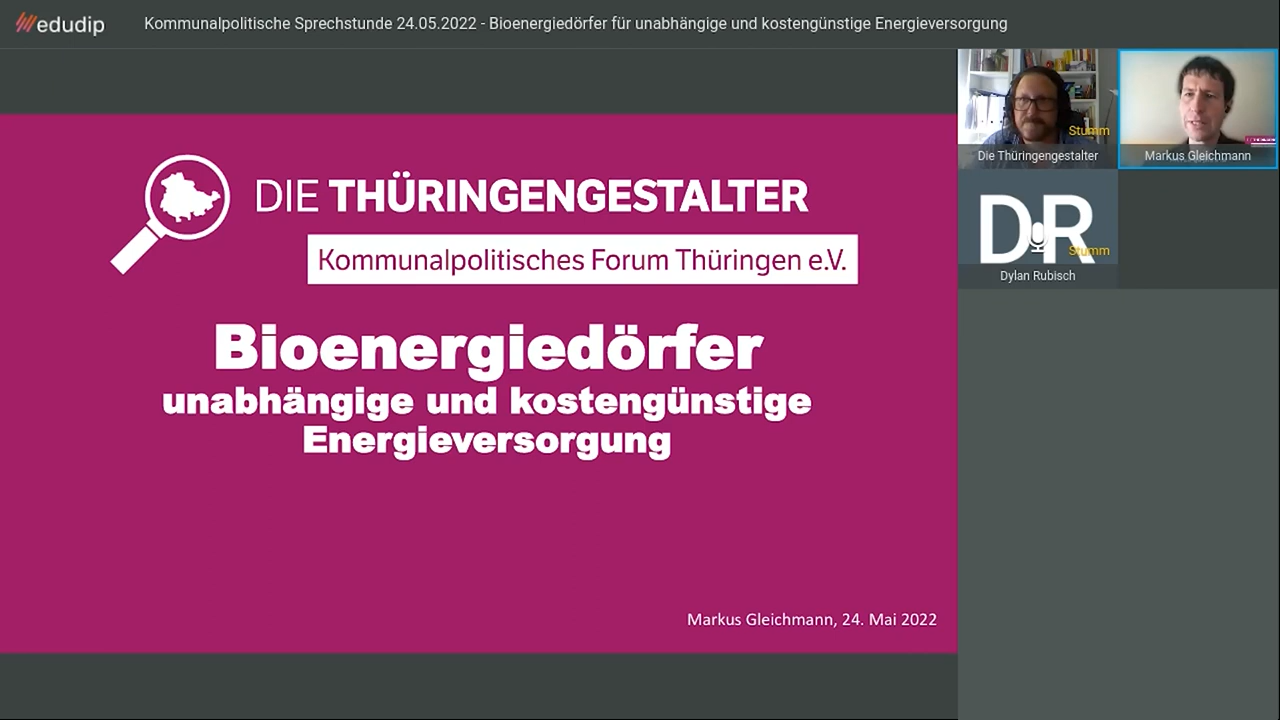 edudip
Kommunalpolitische Sprechstunde 24.05.2022 - Bioenergiedörfer für unabhängige und kostengünstige Energieversorgung
DIE THÜRINGENGESTALTER
Kommunalpolitisches Forum Thüringen e.V.
Bioenergiedörfer
unabhängige und kostengünstige
Energieversorgung
Markus Gleichmann, 24. Mai 2022
Stumm
Die Thüringengestalter
Markus Gleichmann
DR
Stumm
Dylan Rubisch